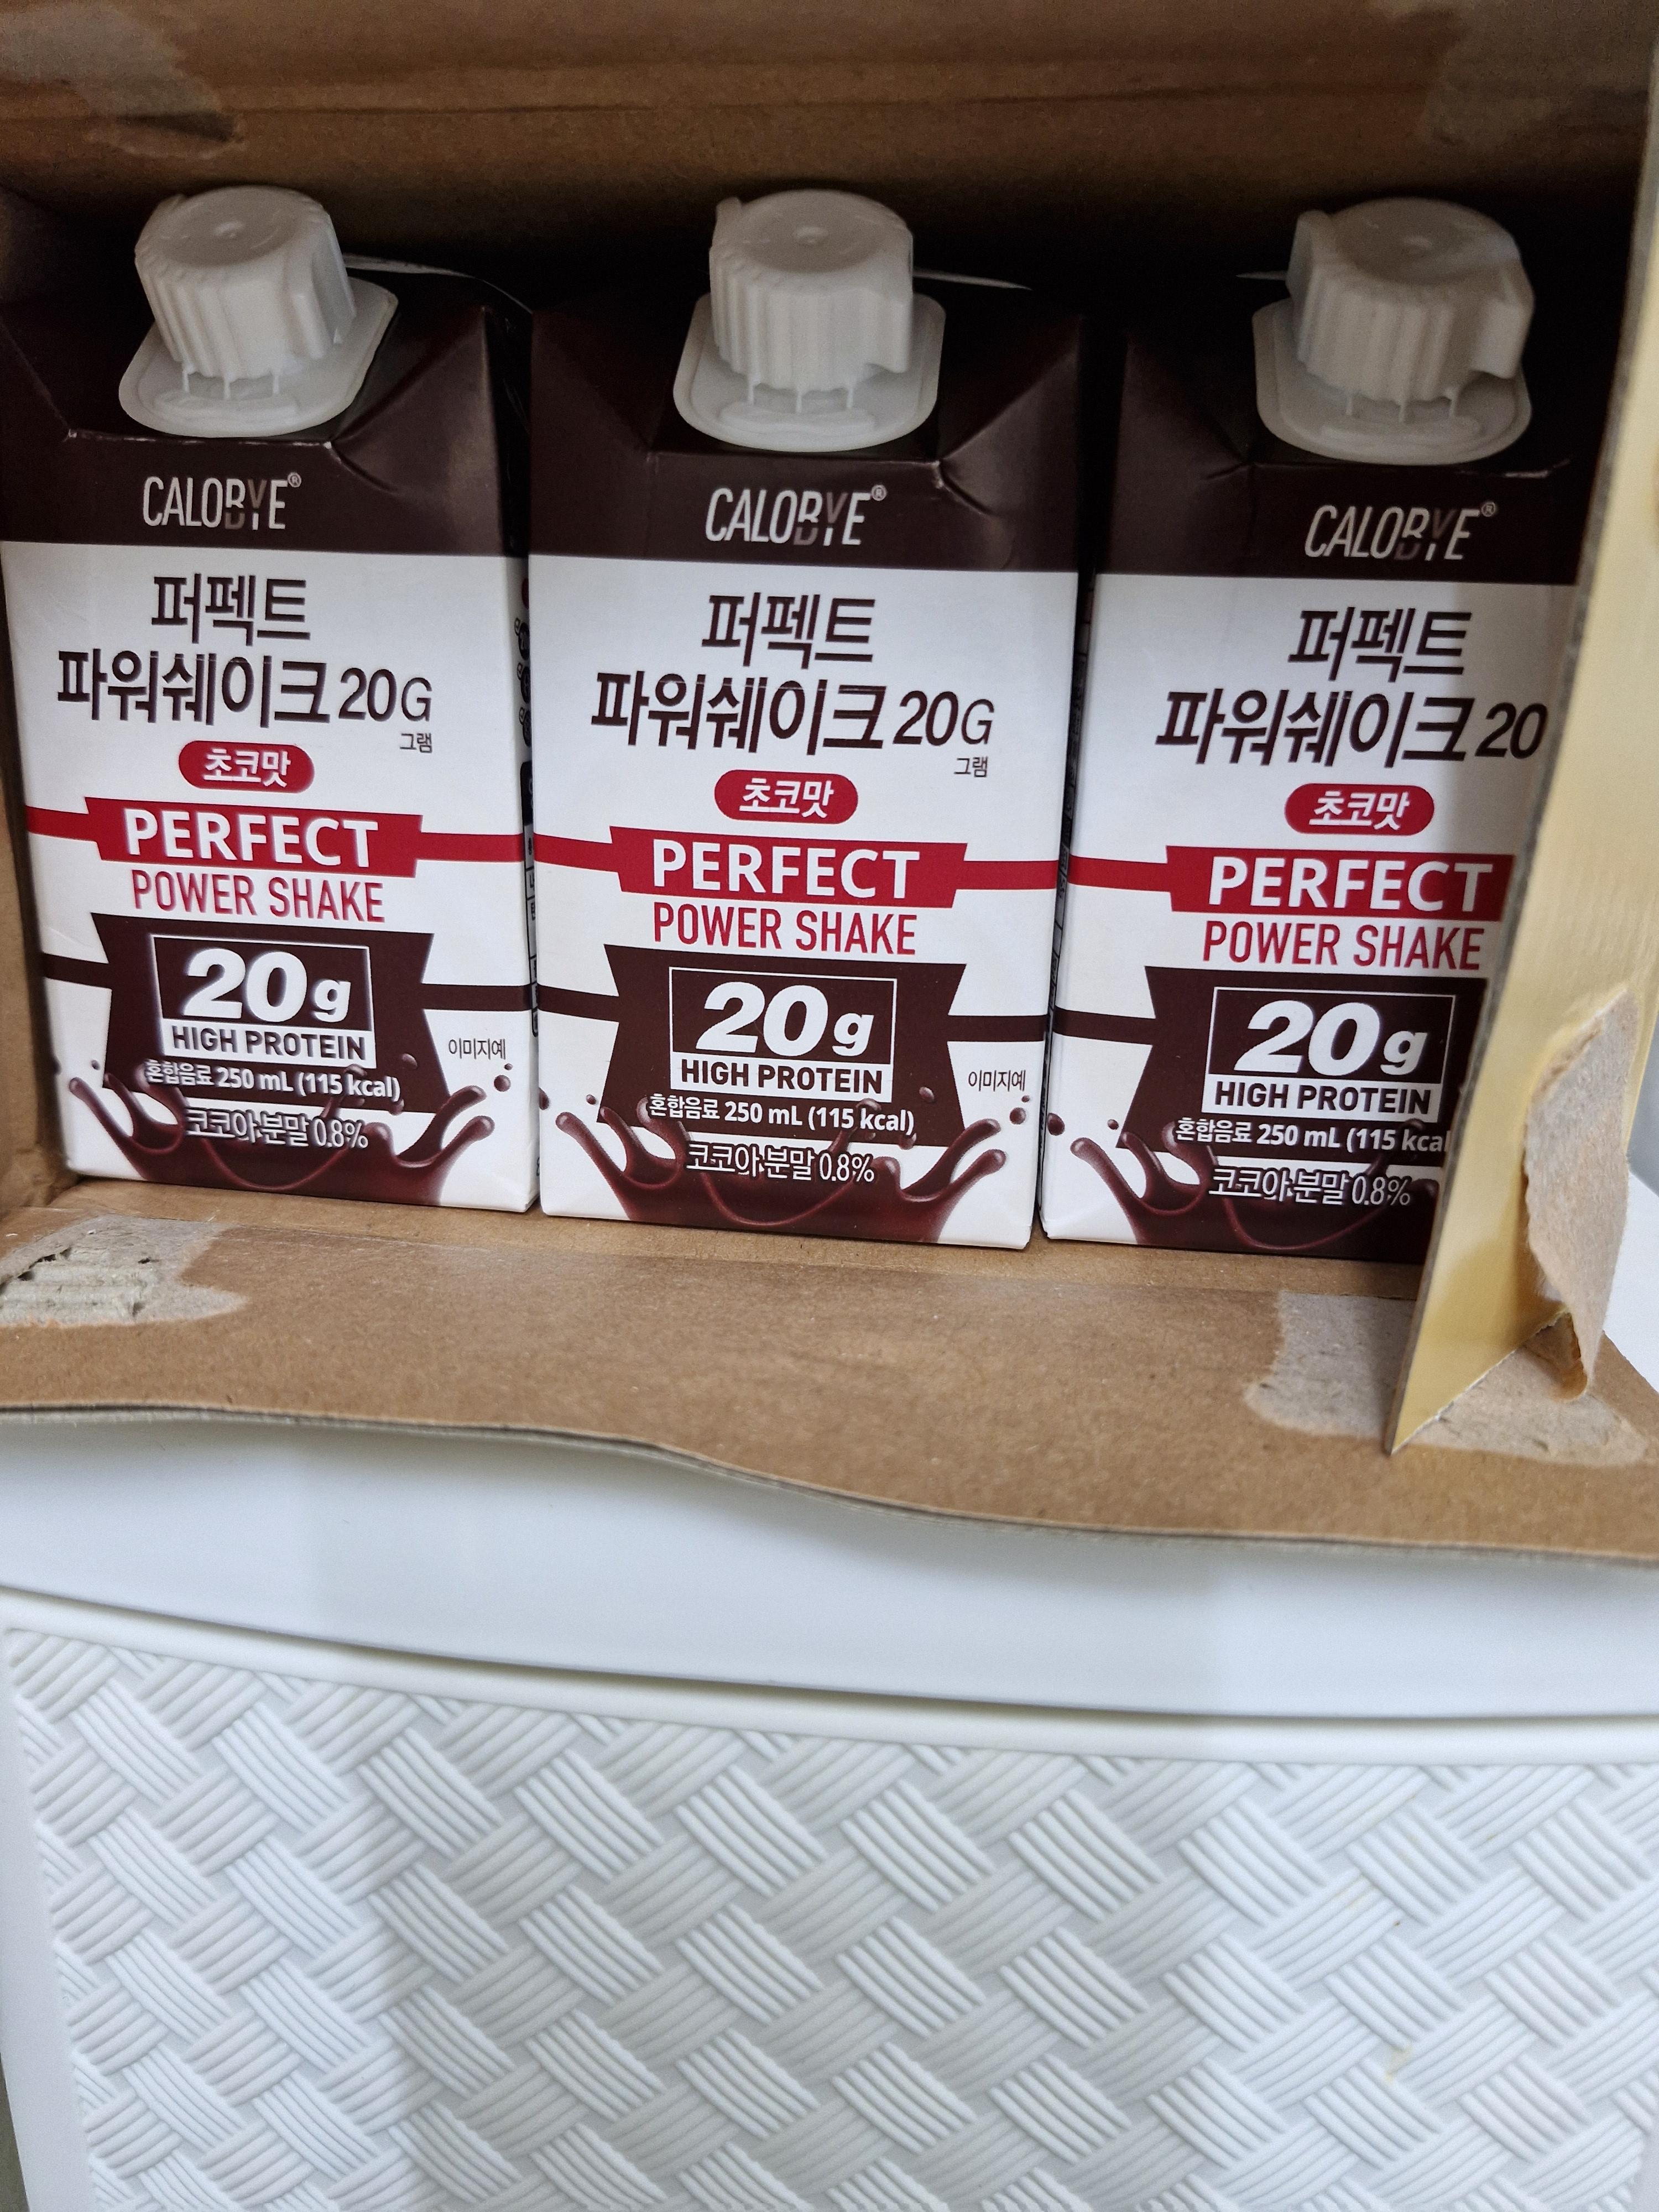 CALOBYE®
퍼펙트
파워쉐이크 20G
그램
초코맛
PERFECT
POWER SHAKE
20g
HIGH PROTEIN
이미지예
혼합음료 250 mL (115 kcal)
코코아분말 0.8%
CALOBYE®
퍼펙트
파워쉐이크 20G
그램
초코맛
PERFECT
POWER SHAKE
20g
HIGH PROTEIN
이미지예
혼합음료 250 mL (115 kcal)
코코아분말 0.8%
CALOBYE®
퍼펙트
파워쉐이크 20
초코맛
PERFECT
POWER SHAKE
20g
HIGH PROTEIN
혼합음료 250 mL (115 kcal
코코아분말 0.8%